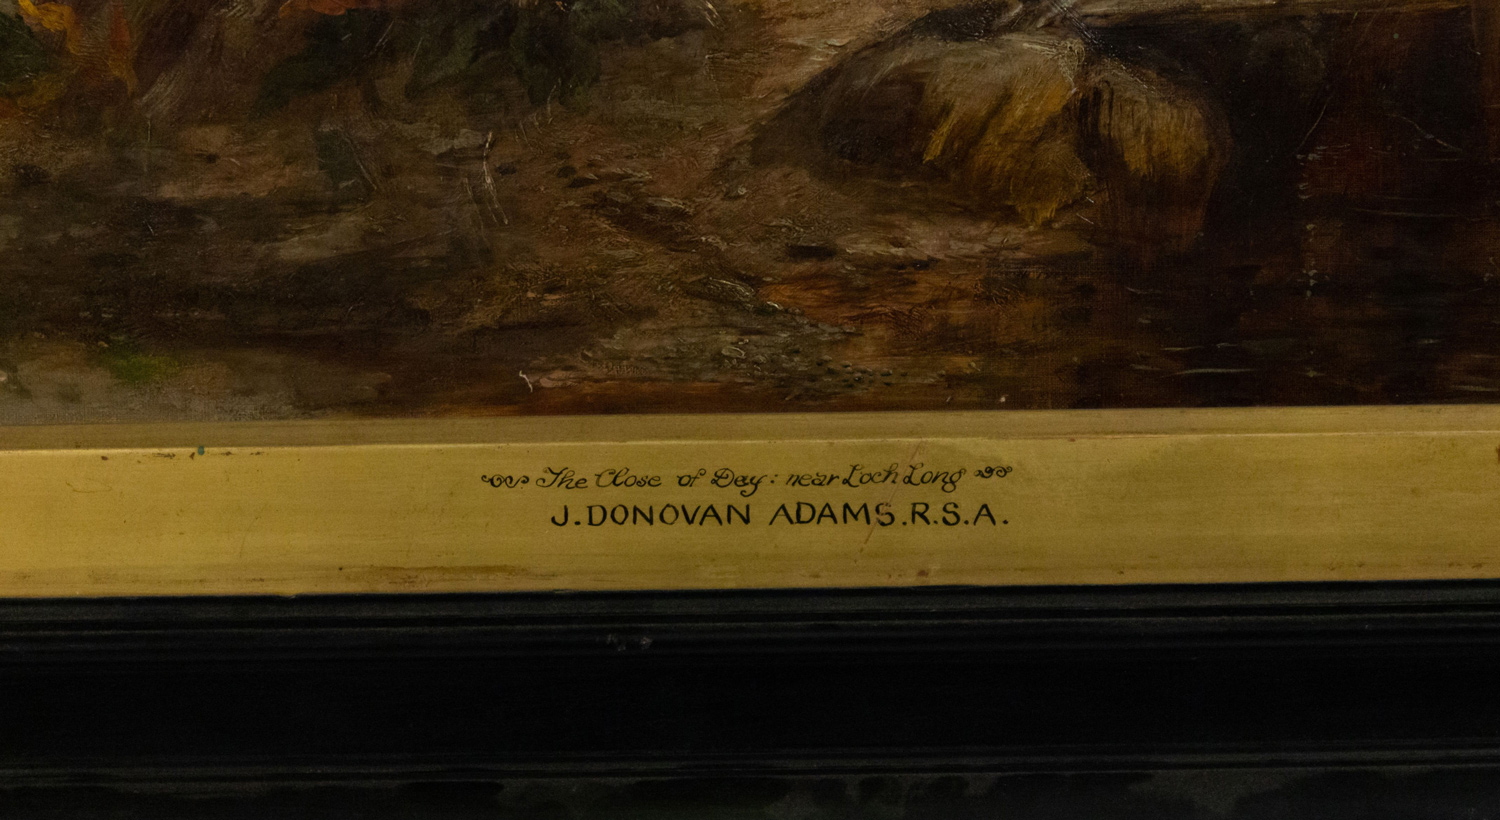 The Close of Day: near Loch Long
J. DONOVAN ADAMS. R.S.A.